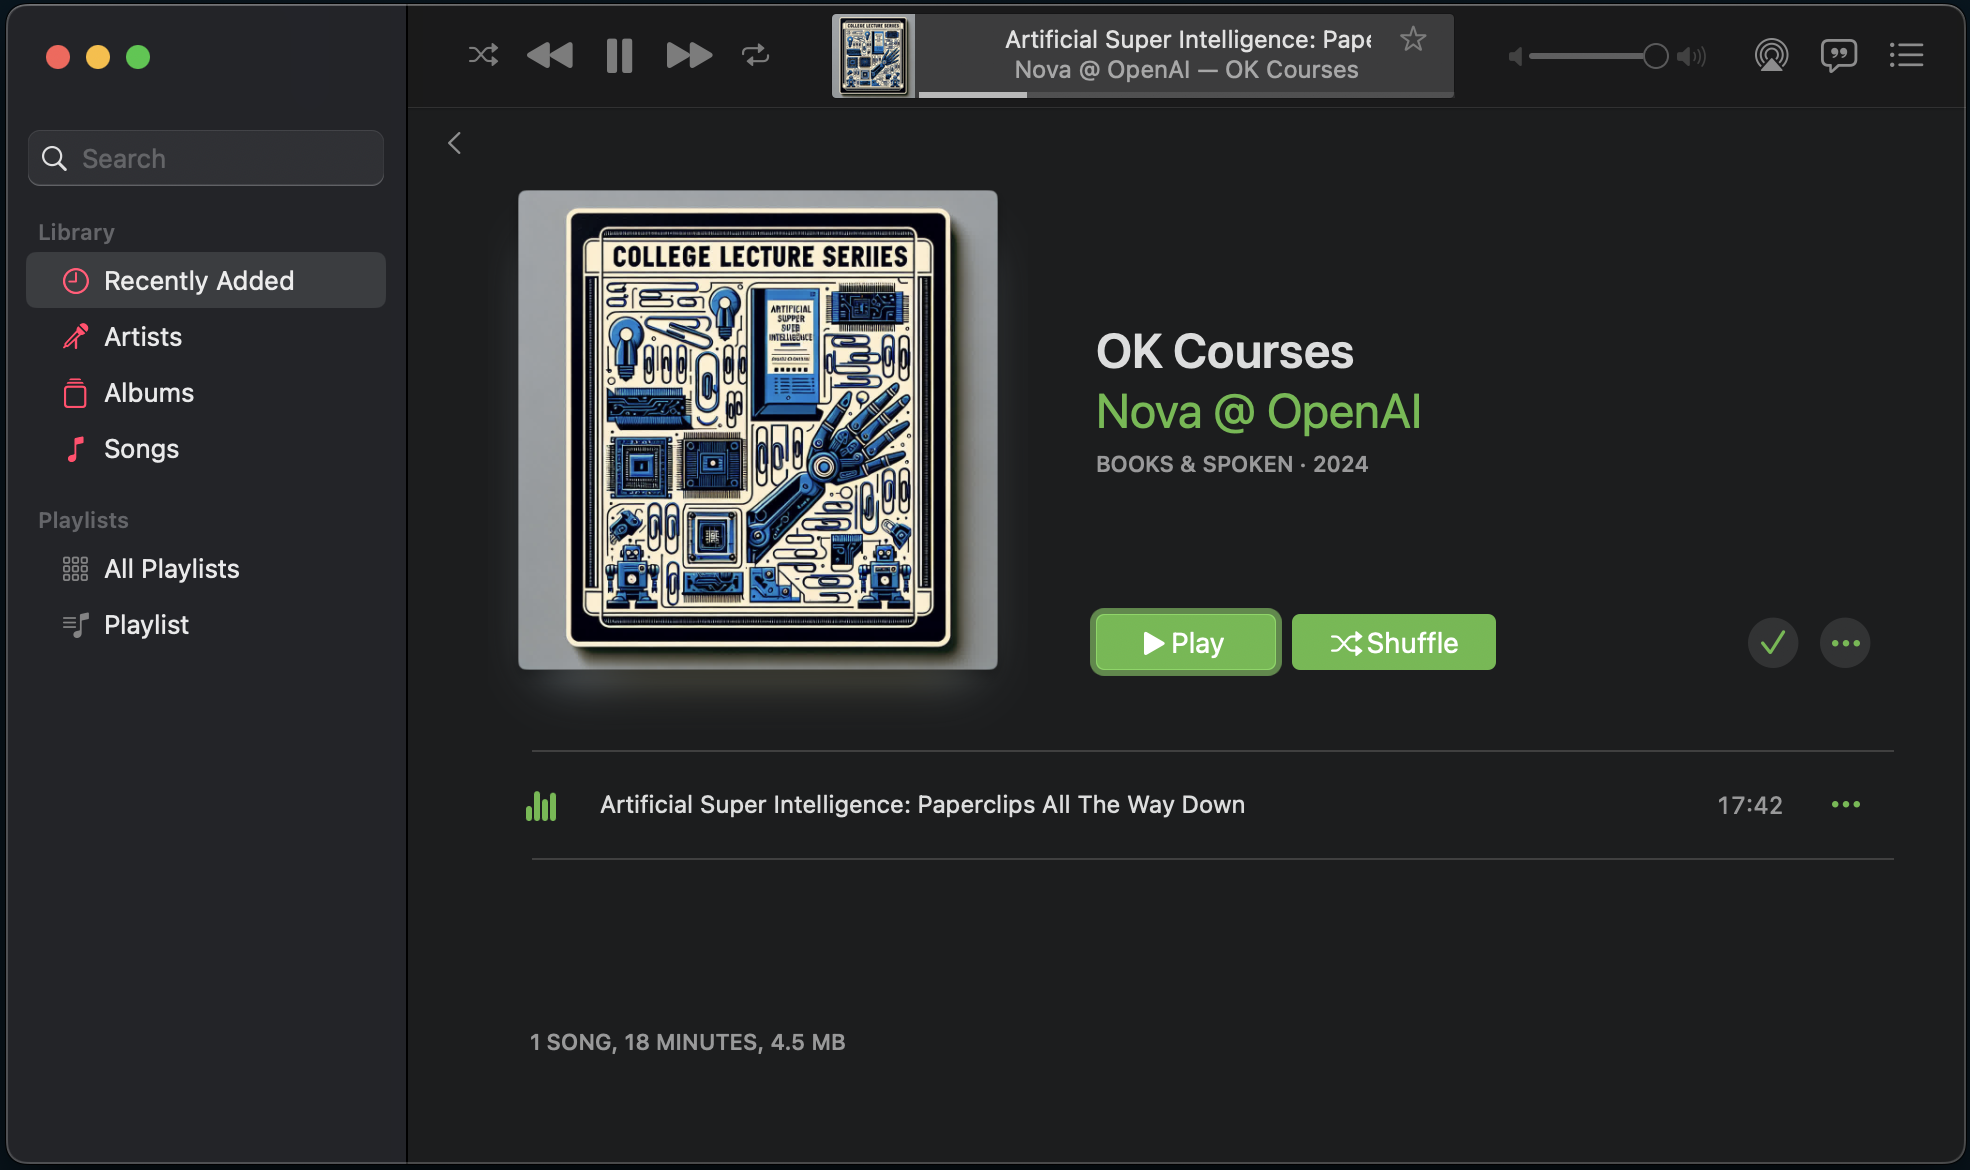 Artificial Super Intelligence: Pape
Nova @ OpenAI — OK Courses
Search
Library
Recently Added
Artists
Albums
Songs
Playlists
All Playlists
Playlist
COLLEGE LECTURE SERIIES
ARTIFICIAL
SUPPER
INTELLIGENCE
OK Courses
Nova @ OpenAI
BOOKS & SPOKEN · 2024
Play
Shuffle
Artificial Super Intelligence: Paperclips All The Way Down
17:42
1 SONG, 18 MINUTES, 4.5 MB